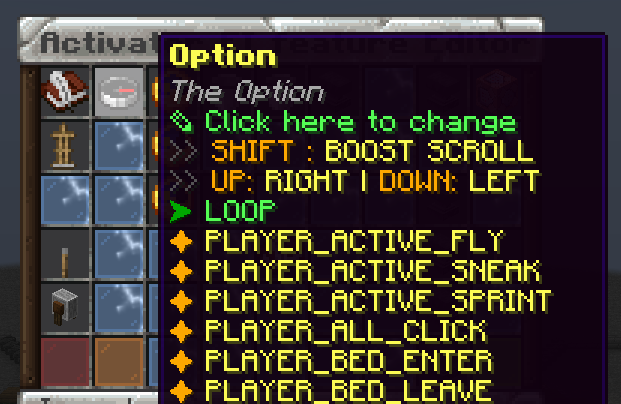 Option
The Option
Click here to change
>> SHIFT : BOOST SCROLL
>> UP: RIGHT | DOWN: LEFT
➤ LOOP
✦ PLAYER_ACTIVE_FLY
✦ PLAYER_ACTIVE_SNEAK
✦ PLAYER_ACTIVE_SPRINT
✦ PLAYER_ALL_CLICK
✦ PLAYER_BED_ENTER
✦ PLAYER_BED_LEAVE